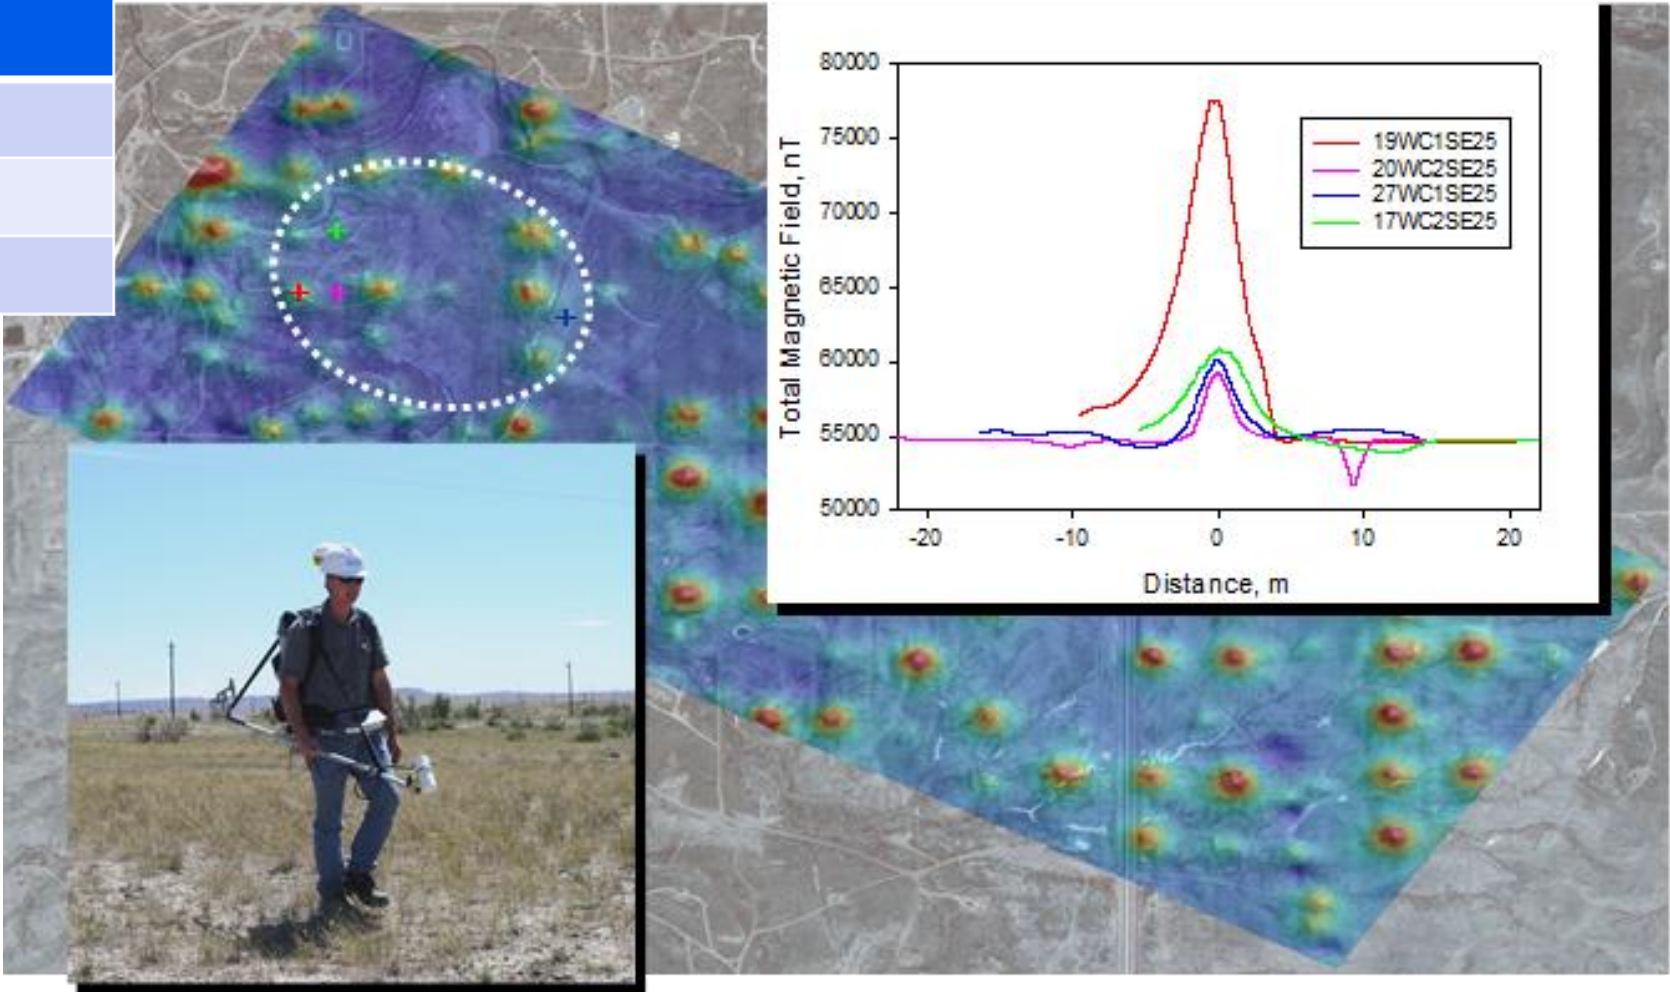 80000
75000
70000
65000
60000
55000
50000
Total Magnetic Field, nT
19WC1SE25
20WC2SE25
27WC1SE25
17WC2SE25
-20 -10 0 10 20
Distance, m